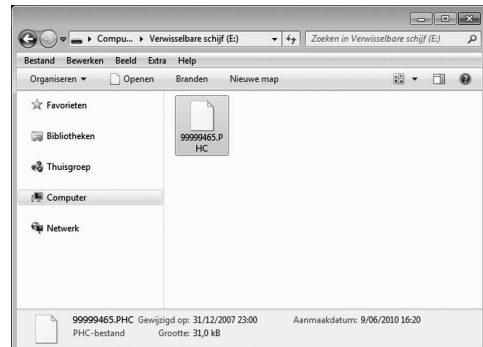 Compu... Verwisselbare schijf (E:) Zoeken in Verwisselbare schijf (E:)
Bestand Bewerken Beeld Extra Help
Organiseren Openen Branden Nieuwe map
Favorieten
Bibliotheken
Thuisgroep
Computer
Netwerk
99999465.P
HC
99999465.PHC Gewijzigd op: 31/12/2007 23:00 Aanmaakdatum: 9/06/2010 16:20
PHC-bestand Grootte: 31,0 kB